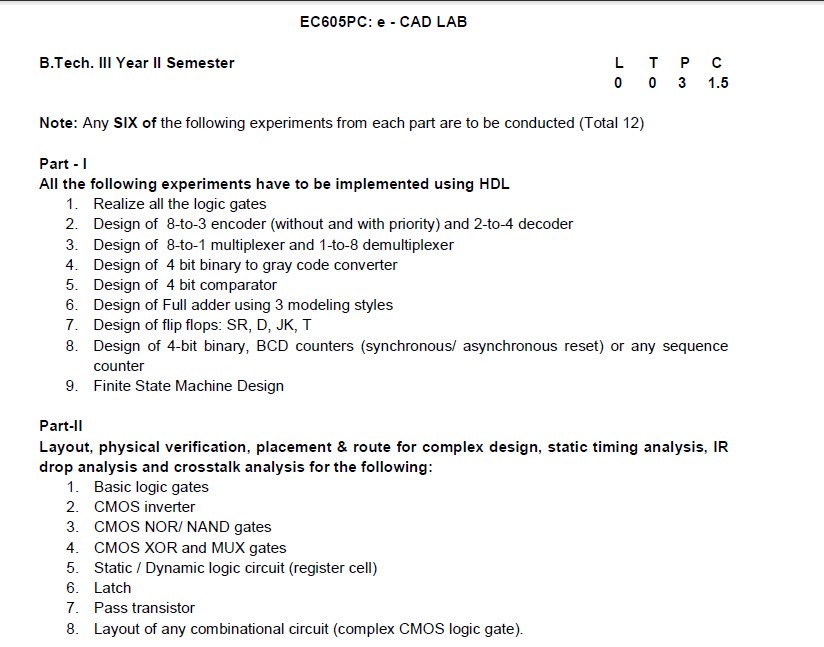 EC605PC: e - CAD LAB
B.Tech. III Year II Semester L T P C
0 0 3 1.5
Note: Any SIX of the following experiments from each part are to be conducted (Total 12)
Part - I
All the following experiments have to be implemented using HDL
1. Realize all the logic gates
2. Design of 8-to-3 encoder (without and with priority) and 2-to-4 decoder
3. Design of 8-to-1 multiplexer and 1-to-8 demultiplexer
4. Design of 4 bit binary to gray code converter
5. Design of 4 bit comparator
6. Design of Full adder using 3 modeling styles
7. Design of flip flops: SR, D, JK, T
8. Design of 4-bit binary, BCD counters (synchronous/ asynchronous reset) or any sequence
counter
9. Finite State Machine Design
Part-II
Layout, physical verification, placement & route for complex design, static timing analysis, IR
drop analysis and crosstalk analysis for the following:
1. Basic logic gates
2. CMOS inverter
3. CMOS NOR/ NAND gates
4. CMOS XOR and MUX gates
5. Static / Dynamic logic circuit (register cell)
6. Latch
7. Pass transistor
8. Layout of any combinational circuit (complex CMOS logic gate).